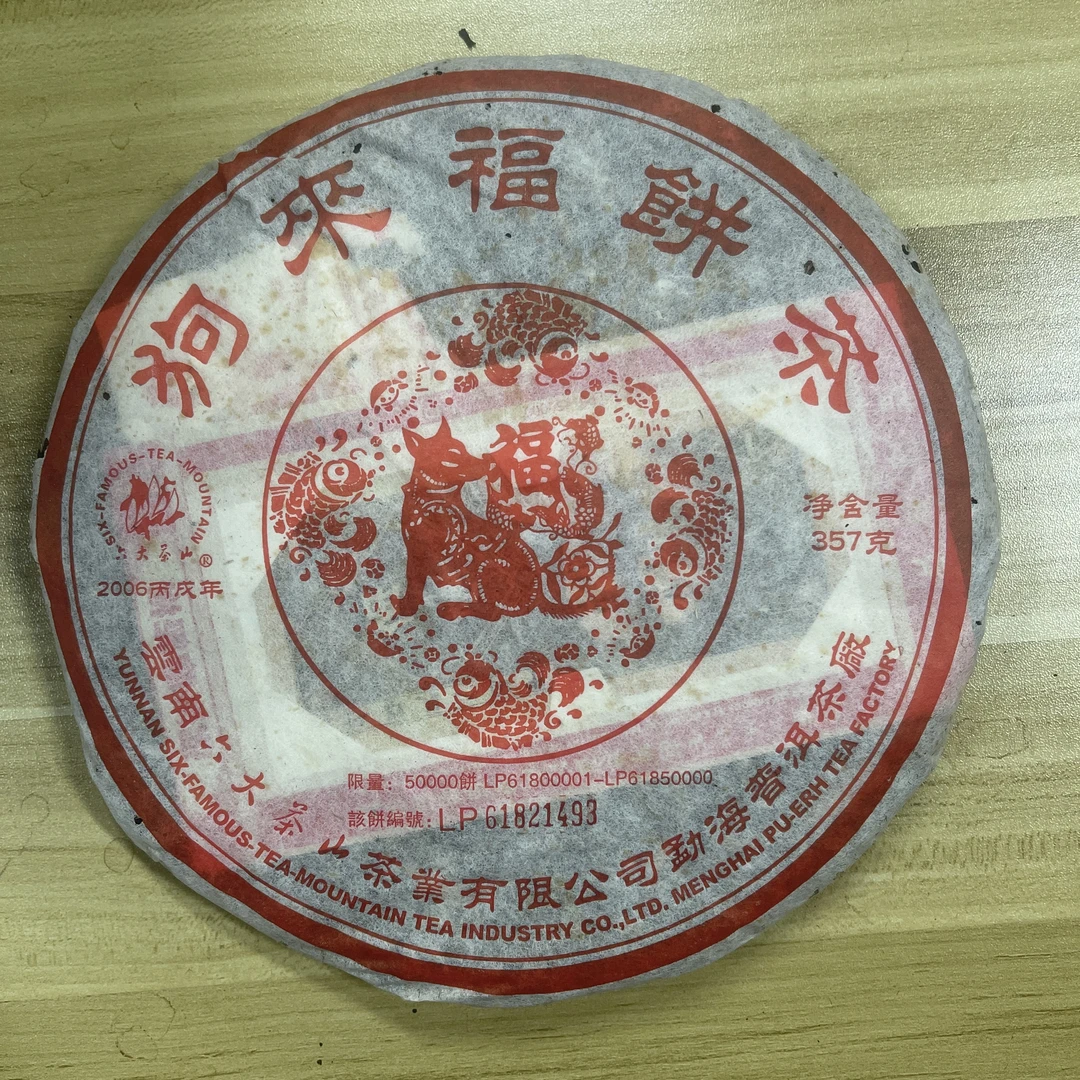 狗來福餅茶
福
SIX-FAMOUS-TEA-MOUNTAIN
六大茶山®
2006丙戌年
净含量
357克
限量：50000餅 LP61800001-LP61850000
該餅編號：LP 61821493
雲南六大茶山茶業有限公司勐海普洱茶廠
YUNNAN SIX-FAMOUS-TEA-MOUNTAIN TEA INDUSTRY CO.,LTD. MENGHAI PU-ERH TEA FACTORY